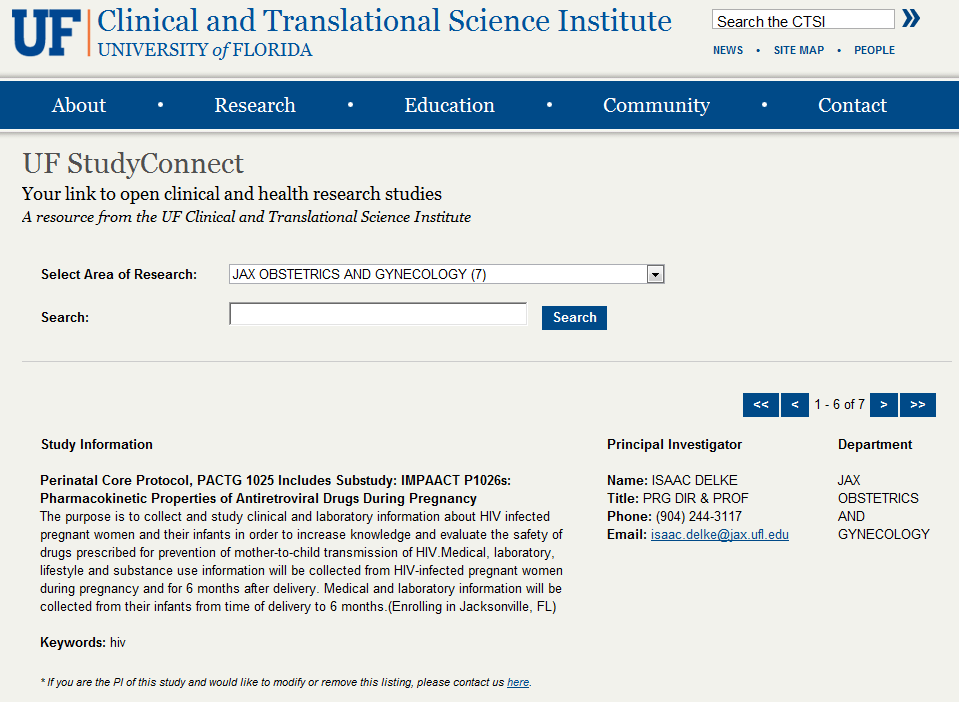 UF
Clinical and Translational Science Institute
UNIVERSITY of FLORIDA
Search the CTSI »
NEWS • SITE MAP • PEOPLE
About • Research • Education • Community • Contact
UF StudyConnect
Your link to open clinical and health research studies
A resource from the UF Clinical and Translational Science Institute
Select Area of Research: JAX OBSTETRICS AND GYNECOLOGY (7)
Search: Search
<< < 1 - 6 of 7 > >>
Study Information
Perinatal Core Protocol, PACTG 1025 Includes Substudy: IMPAACT P1026s:
Pharmacokinetic Properties of Antiretroviral Drugs During Pregnancy
The purpose is to collect and study clinical and laboratory information about HIV infected
pregnant women and their infants in order to increase knowledge and evaluate the safety of
drugs prescribed for prevention of mother-to-child transmission of HIV.Medical, laboratory,
lifestyle and substance use information will be collected from HIV-infected pregnant women
during pregnancy and for 6 months after delivery. Medical and laboratory information will be
collected from their infants from time of delivery to 6 months.(Enrolling in Jacksonville, FL)
Keywords: hiv
* If you are the PI of this study and would like to modify or remove this listing, please contact us here.
Principal Investigator
Name: ISAAC DELKE
Title: PRG DIR & PROF
Phone: (904) 244-3117
Email: isaac.delke@jax.ufl.edu
Department
JAX
OBSTETRICS
AND
GYNECOLOGY